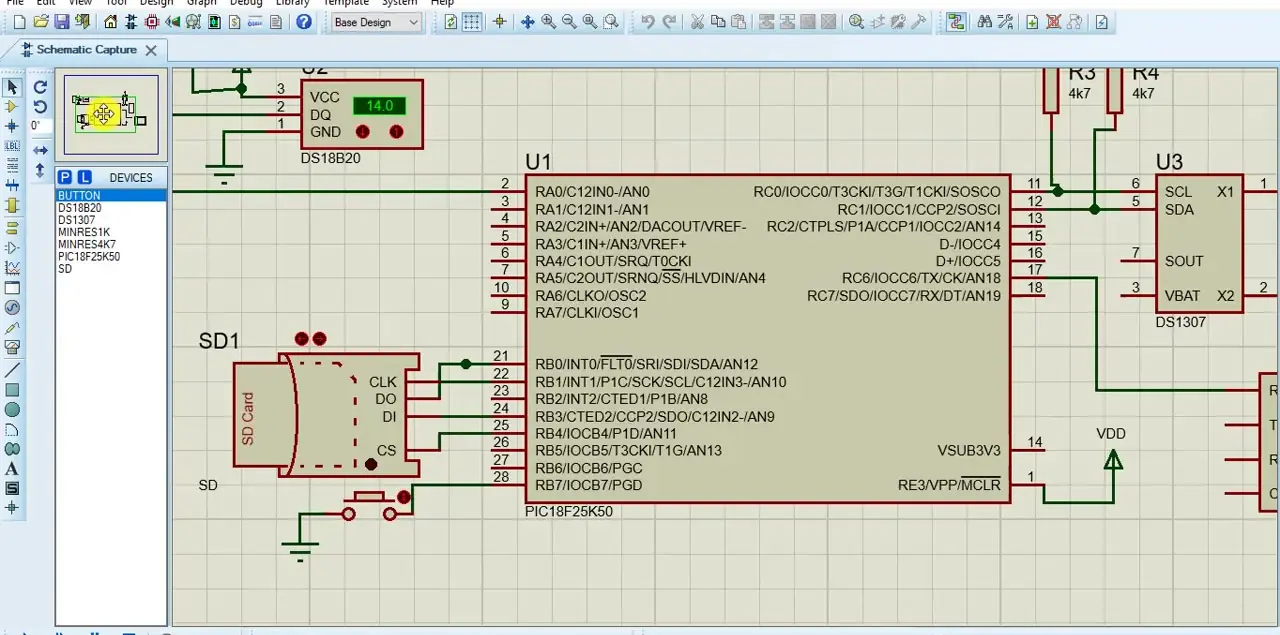 File Edit View Tool Design Graph Debug Library Template System Help
Base Design
Schematic Capture
0°
LBL
P L DEVICES
BUTTON
DS18B20
DS1307
MINRES1K
MINRES4K7
PIC18F25K50
SD
U2
3 VCC
2 DQ
1 GND
14.0
DS18B20
R3
4k7
R4
4k7
U1
2 RA0/C12IN0-/AN0
3 RA1/C12IN1-/AN1
4 RA2/C2IN+/AN2/DACOUT/VREF-
5 RA3/C1IN+/AN3/VREF+
6 RA4/C1OUT/SRQ/T0CKI
7 RA5/C2OUT/SRNQ/SS/HLVDIN/AN4
10 RA6/CLKO/OSC2
9 RA7/CLKI/OSC1
21 RB0/INT0/FLT0/SRI/SDI/SDA/AN12
22 RB1/INT1/P1C/SCK/SCL/C12IN3-/AN10
23 RB2/INT2/CTED1/P1B/AN8
24 RB3/CTED2/CCP2/SDO/C12IN2-/AN9
25 RB4/IOCB4/P1D/AN11
26 RB5/IOCB5/T3CKI/T1G/AN13
27 RB6/IOCB6/PGC
28 RB7/IOCB7/PGD
RC0/IOCC0/T3CKI/T3G/T1CKI/SOSCO 11
RC1/IOCC1/CCP2/SOSCI 12
RC2/CTPLS/P1A/CCP1/IOCC2/AN14 13
D-/IOCC4 15
D+/IOCC5 16
RC6/IOCC6/TX/CK/AN18 17
RC7/SDO/IOCC7/RX/DT/AN19 18
VSUB3V3 14
RE3/VPP/MCLR 1
PIC18F25K50
U3
6 SCL X1 1
5 SDA
7 SOUT
3 VBAT X2 2
DS1307
SD1
SD Card
CLK
DO
DI
CS
SD
VDD